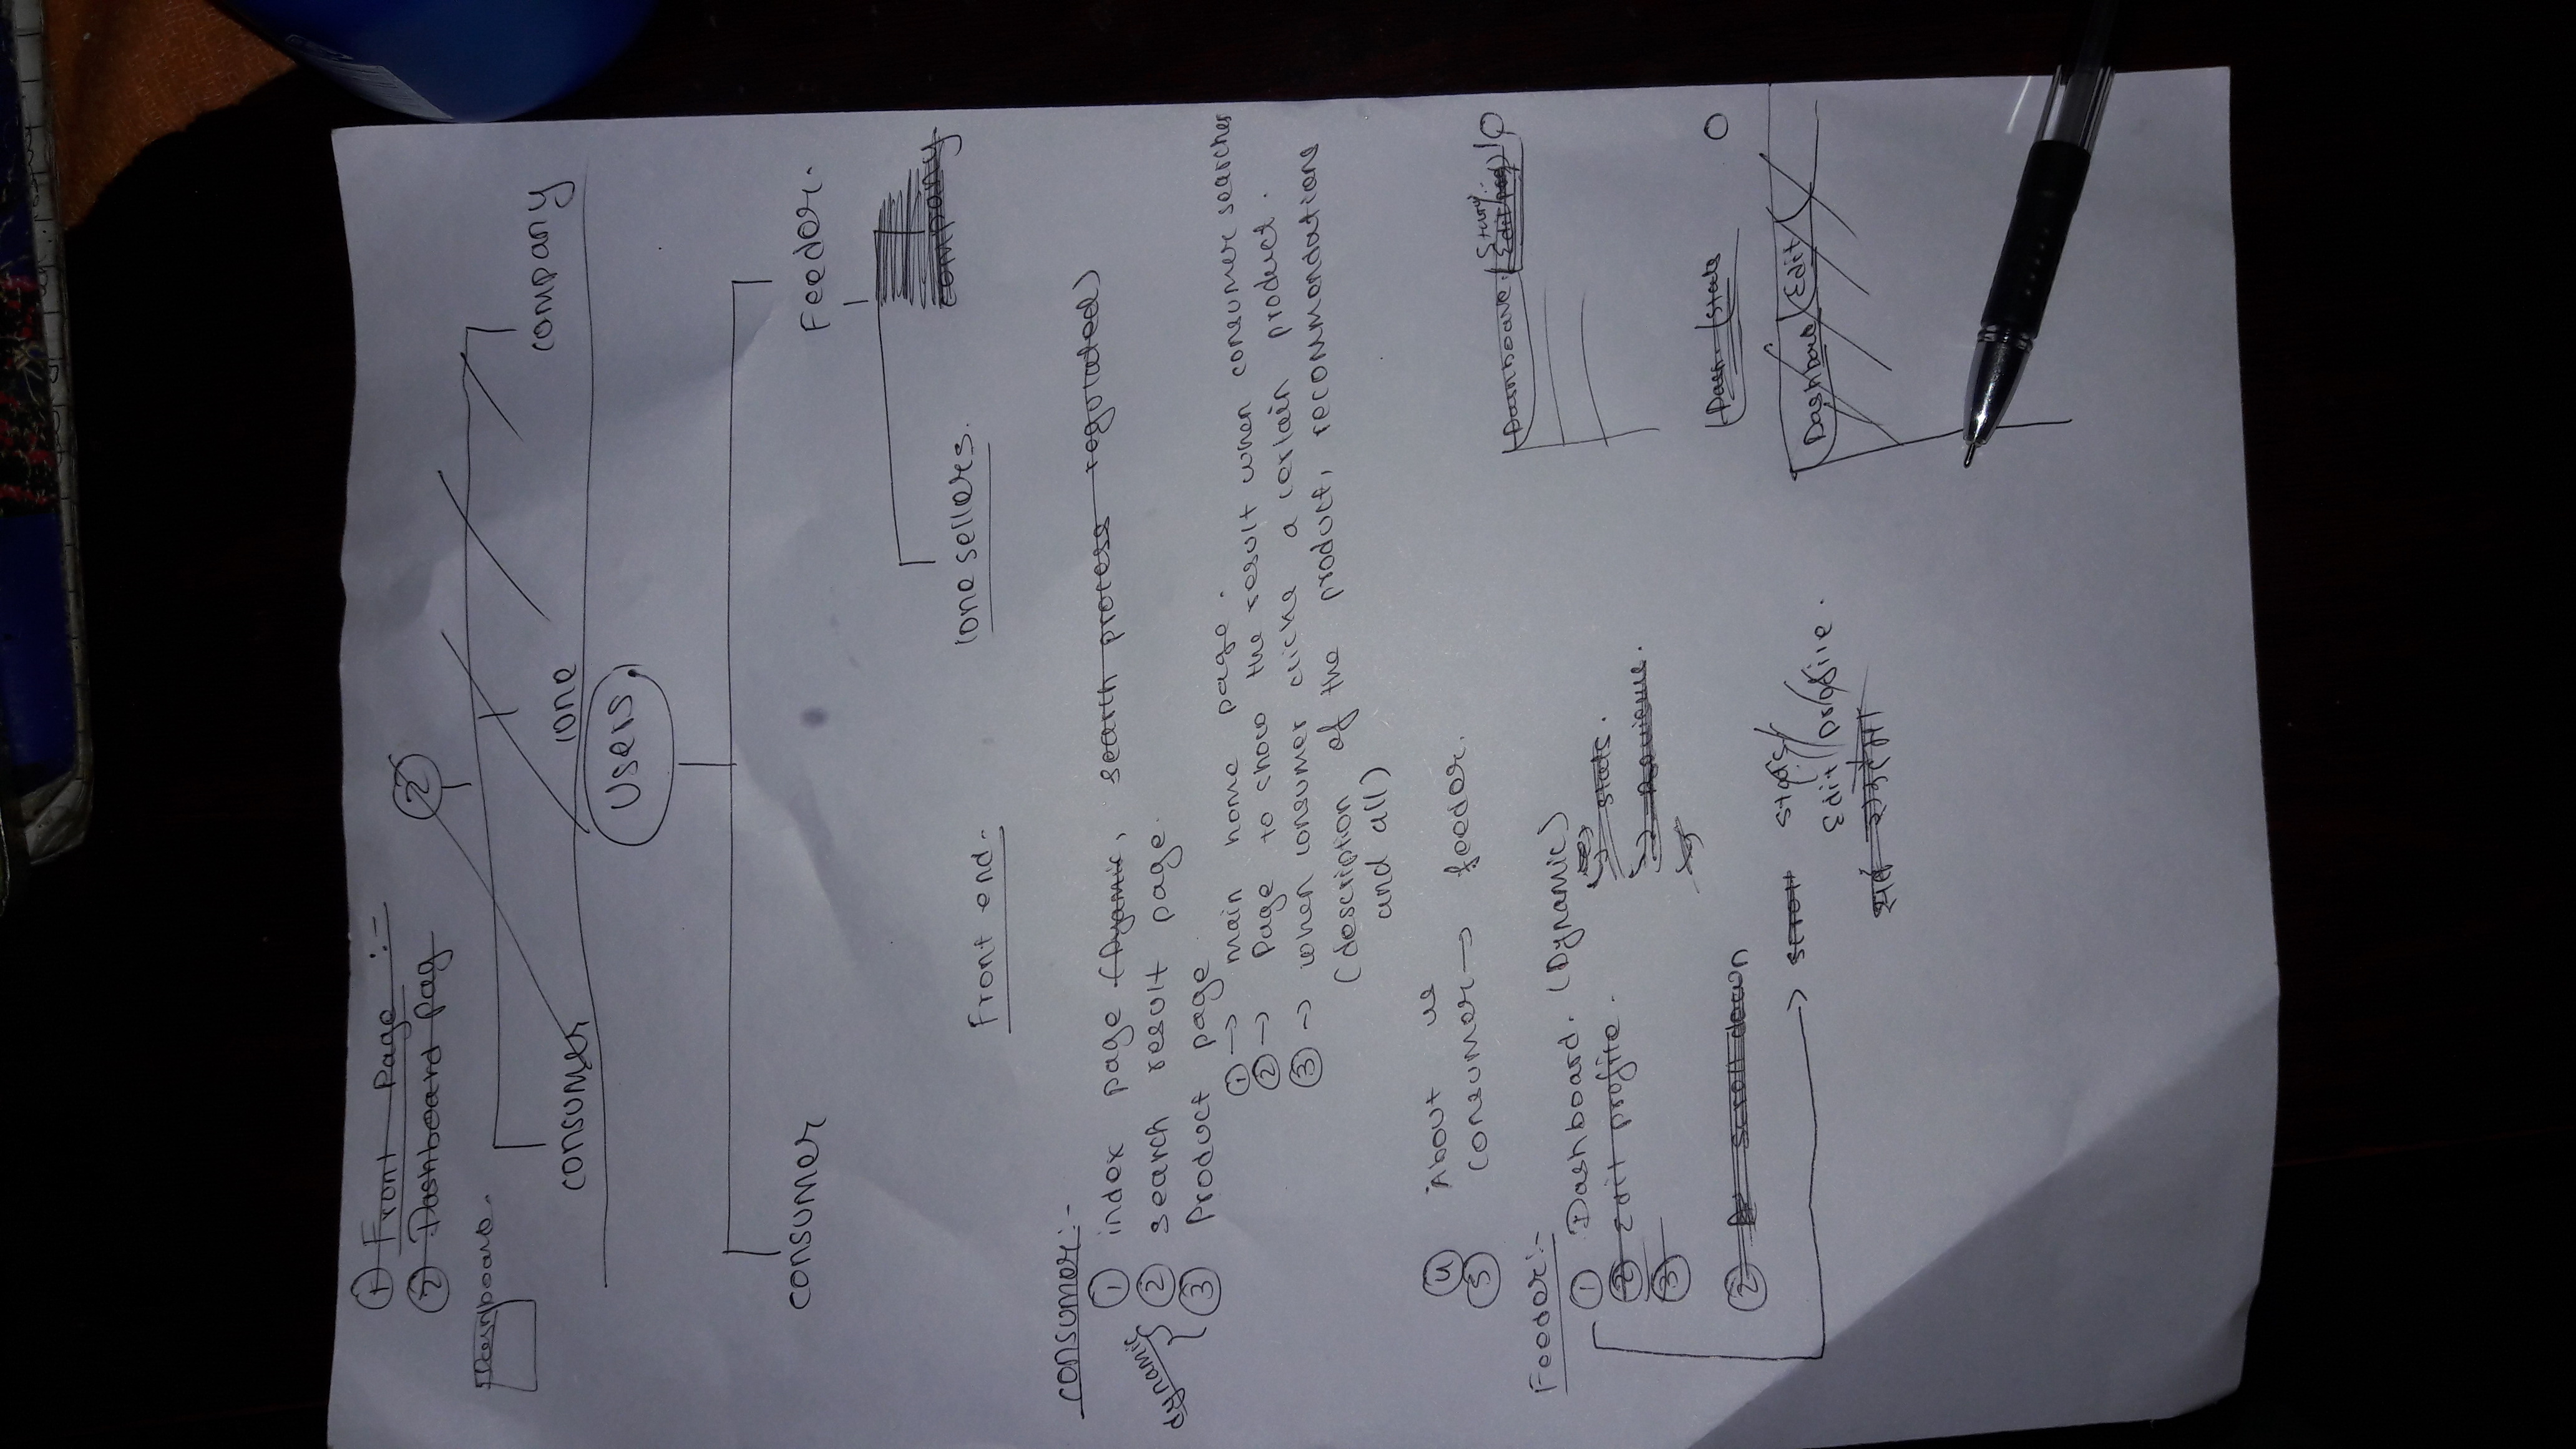 ① Front Page :-
② Dashboard Pag
Dashboard.
②
consumer lone company
Users.
consumer Feeder.
lone sellers. company
Front end.
consumer:-
① index page (Dyamic, search process regulated)
② search result page.
dynamic
③ Product page
① → main home page.
② → Page to show the result when consumer searches
③ → when consumer clicks a certain product.
(description of the product, recommendations
and all)
④ About us
⑤ consumer → feeder.
Feeder:-
① Dashboard. (Dynamic)
② Edit profile. → stats.
③ → Reviews.
② scroll down
→ scroll stats
Edit profile.
Dashboard. Edit pag
Dash. stats
Dashboard Edit